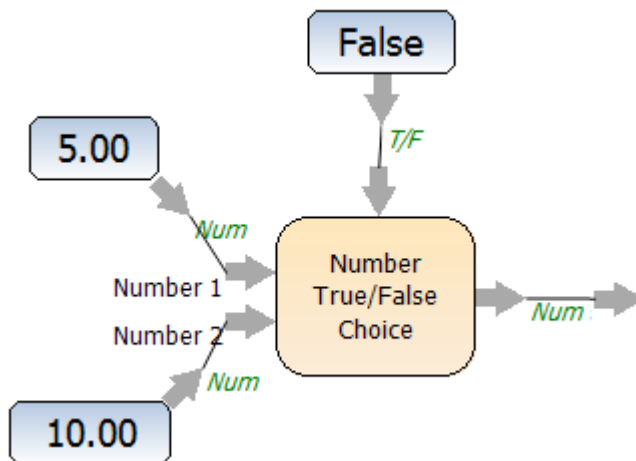 False
T/F
5.00
Num
Number 1
Number
True/False
Choice
Num
Number 2
Num
10.00